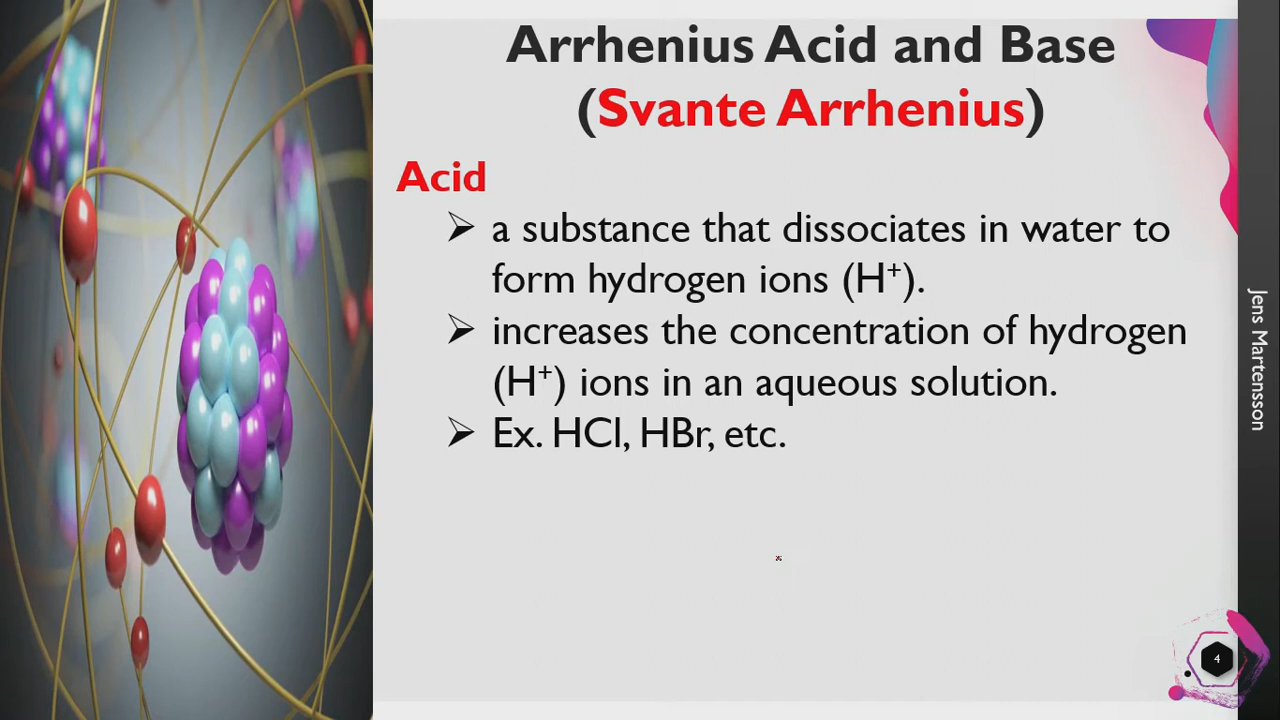 Arrhenius Acid and Base
(Svante Arrhenius)
Acid
➢ a substance that dissociates in water to
form hydrogen ions (H⁺).
➢ increases the concentration of hydrogen
(H⁺) ions in an aqueous solution.
➢ Ex. HCl, HBr, etc.
Jens Martensson
4